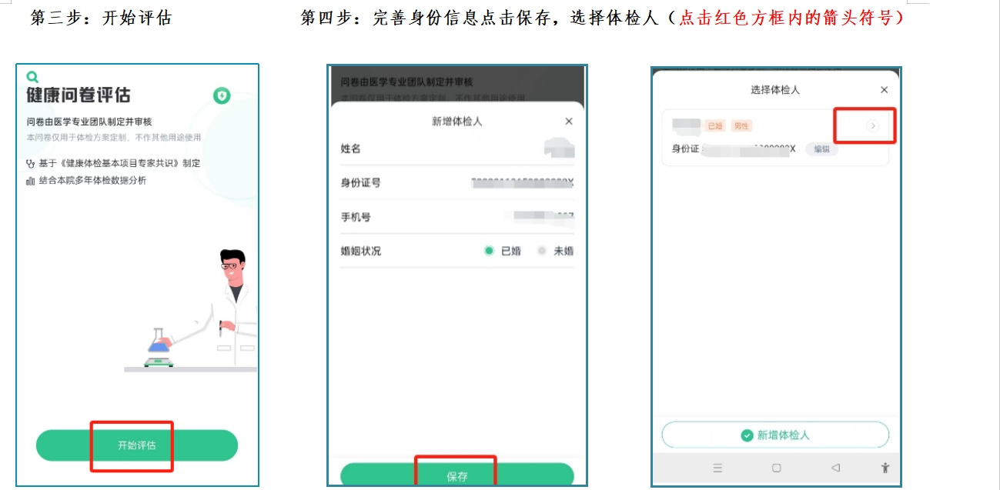 第三步：开始评估
第四步：完善身份信息点击保存，选择体检人（点击红色方框内的箭头符号）
健康问卷评估
问卷由医学专业团队制定并审核
本问卷仅用于体检方案定制、不作其他用途使用
基于《健康体检基本项目专家共识》制定
结合本院多年体检数据分析
开始评估
问卷由医学专业团队制定并审核
本问卷仅用于体检方案定制、不作其他用途使用
新增体检人
姓名
身份证号
手机号
婚姻状况 已婚 未婚
保存
选择体检人
已婚 男性
身份证 X 编辑
新增体检人